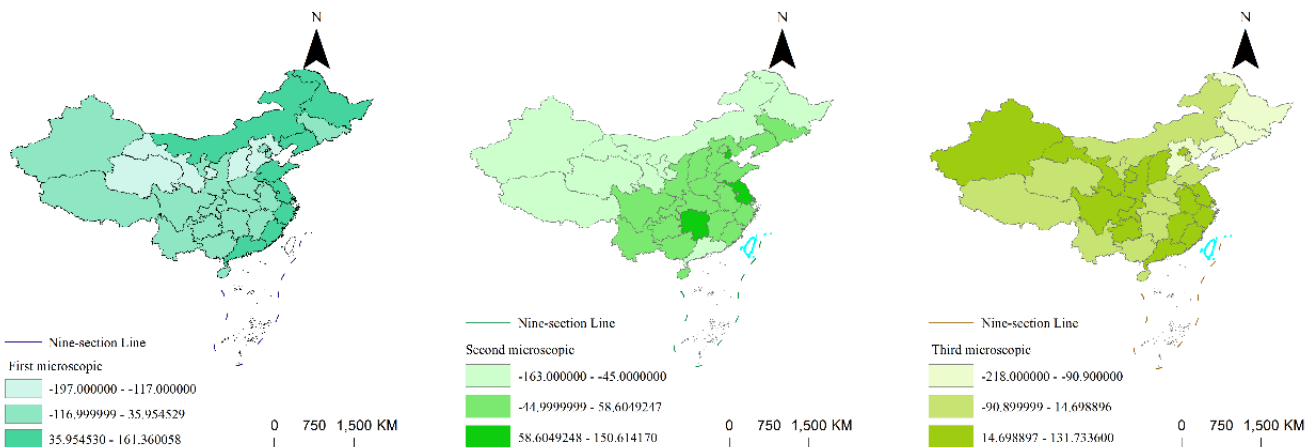 N
Nine-section Line
First microscopic
-197.000000 - -117.000000
-116.999999 - 35.954529
35.954530 - 161.360058
0 750 1,500 KM
N
Nine-section Line
Second microscopic
-163.000000 - -45.0000000
-44.9999999 - 58.6049247
58.6049248 - 150.614170
0 750 1,500 KM
N
Nine-section Line
Third microscopic
-218.000000 - -90.900000
-90.899999 - 14.698896
14.698897 - 131.733600
0 750 1,500 KM